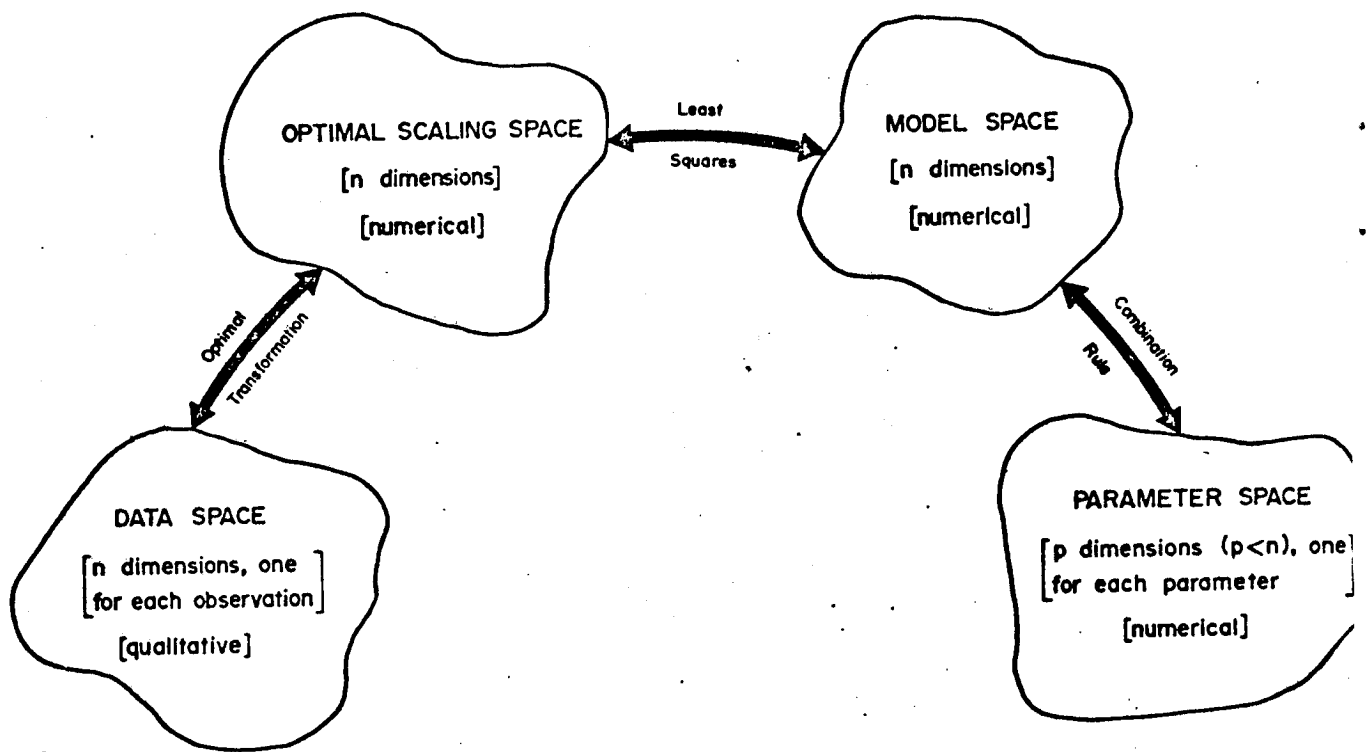 OPTIMAL SCALING SPACE
[n dimensions]
[numerical]
Least
Squares
MODEL SPACE
[n dimensions]
[numerical]
Optimal
Transformation
Combination
Rule
DATA SPACE
[n dimensions, one
for each observation]
[qualitative]
PARAMETER SPACE
[p dimensions (p<n), one
for each parameter]
[numerical]